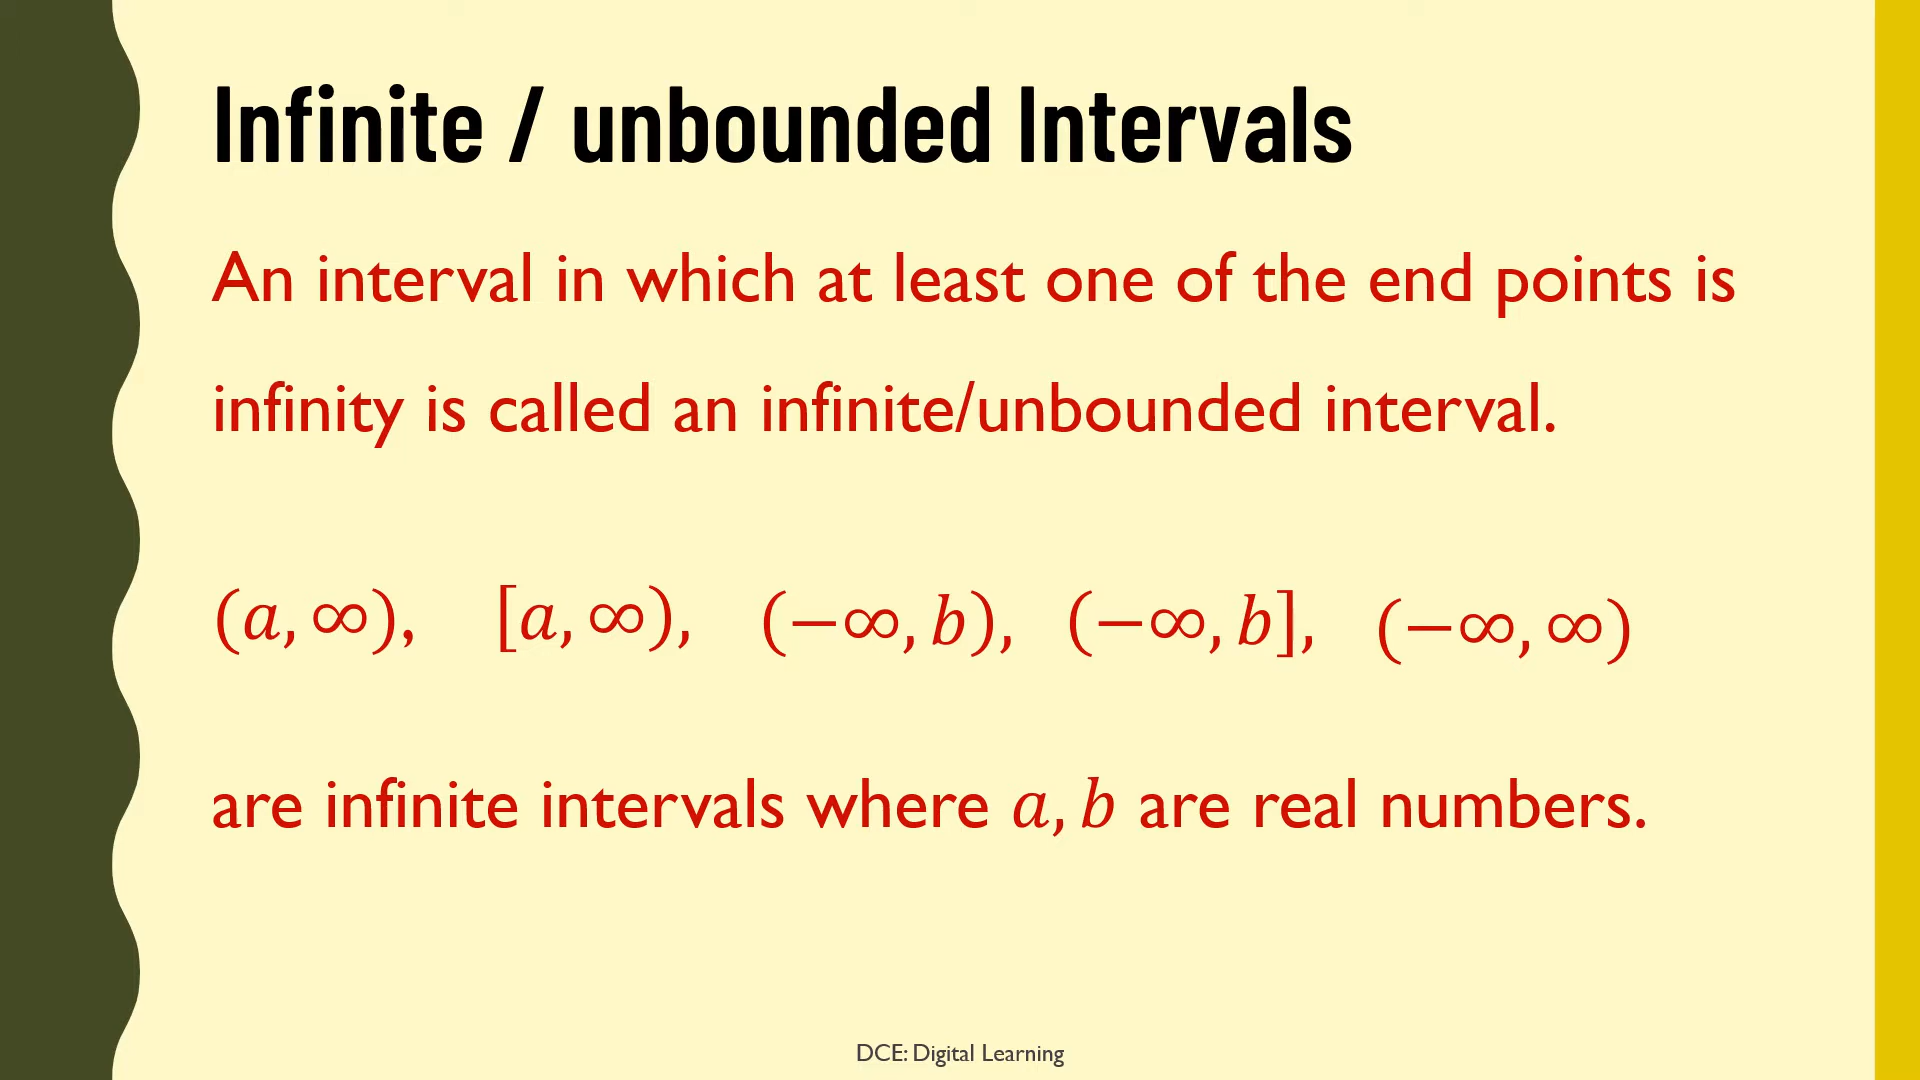 Infinite / unbounded Intervals
An interval in which at least one of the end points is
infinity is called an infinite/unbounded interval.
(a, ∞), [a, ∞), (−∞, b), (−∞, b], (−∞, ∞)
are infinite intervals where a, b are real numbers.
DCE: Digital Learning